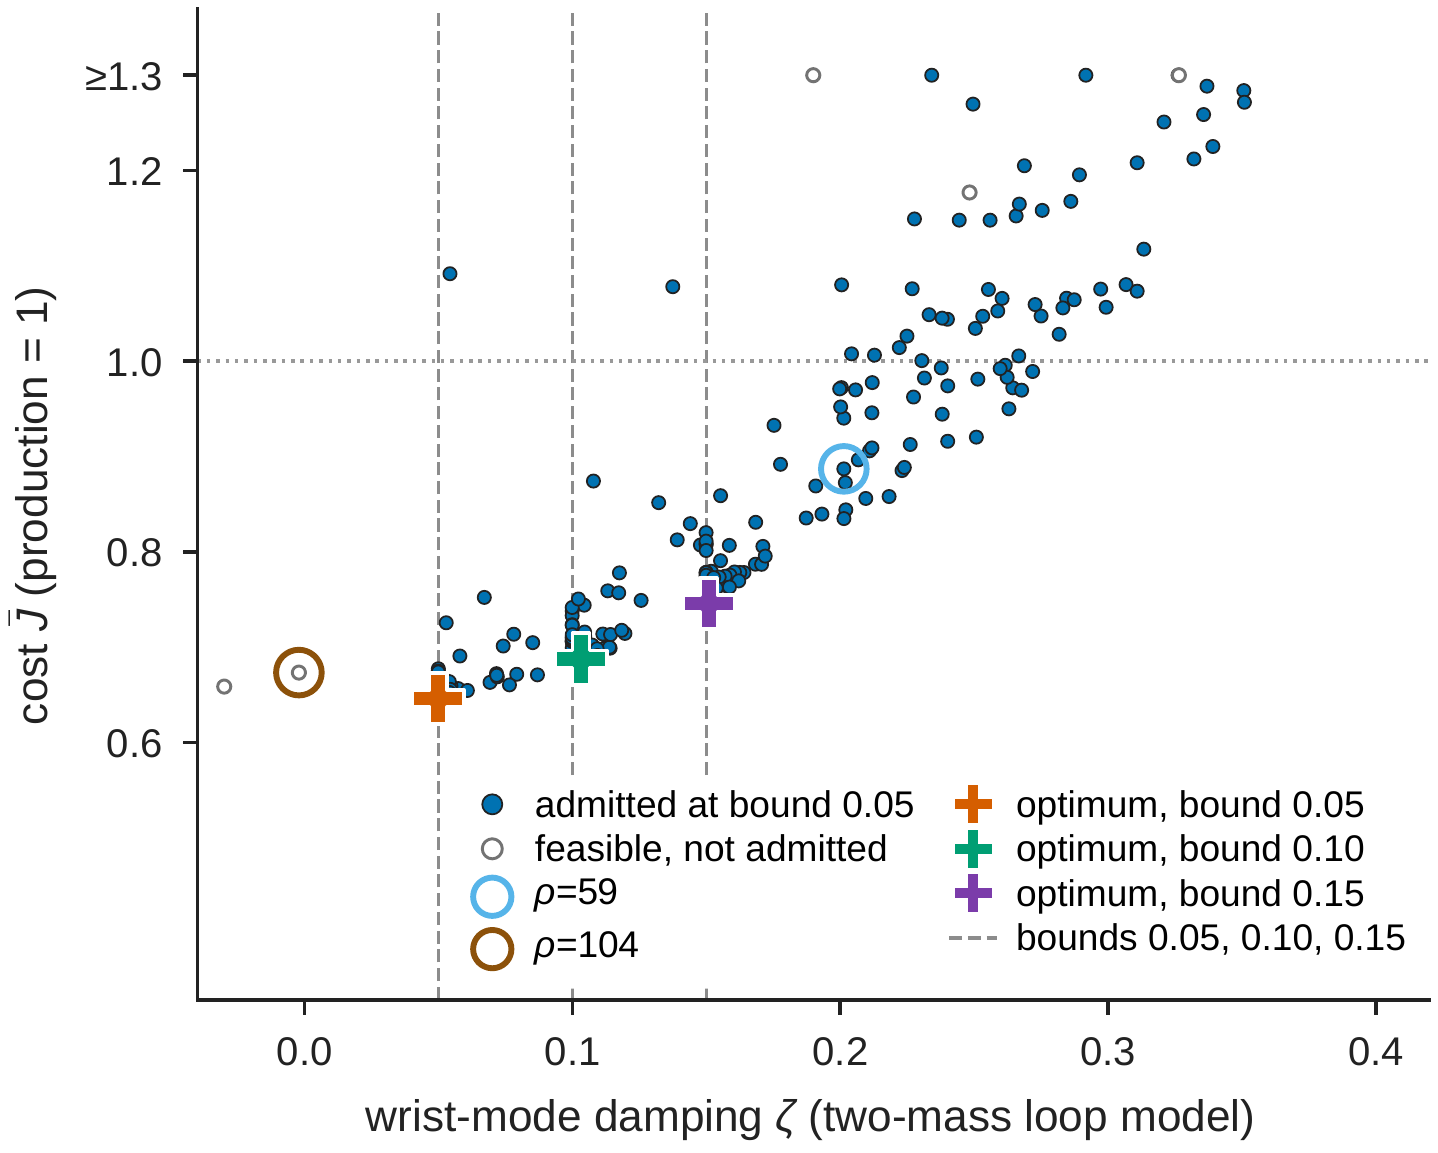 ≥1.3
1.2
1.0
0.8
0.6
cost J̄ (production = 1)
admitted at bound 0.05
feasible, not admitted
ρ=59
ρ=104
optimum, bound 0.05
optimum, bound 0.10
optimum, bound 0.15
bounds 0.05, 0.10, 0.15
0.0 0.1 0.2 0.3 0.4
wrist-mode damping ζ (two-mass loop model)